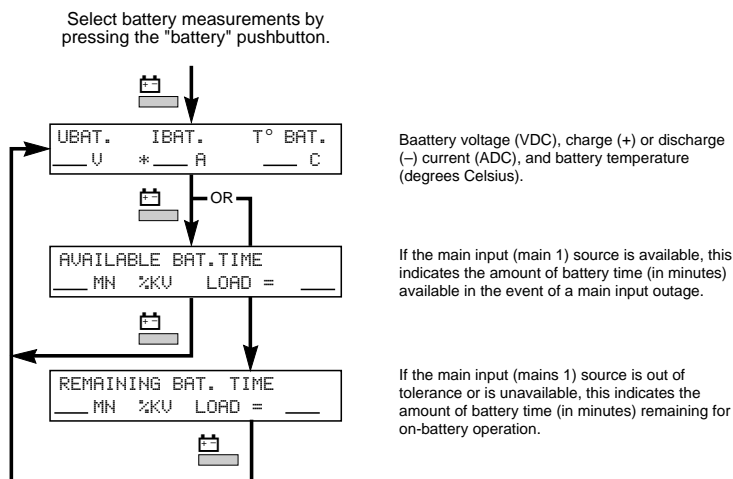 Select battery measurements by
pressing the "battery" pushbutton.
+ -
UBAT. IBAT. T° BAT.
___ V *___ A ___ C
Baattery voltage (VDC), charge (+) or discharge
(–) current (ADC), and battery temperature
(degrees Celsius).
+ -
OR
AVAILABLE BAT.TIME
___ MN %KV LOAD = ___
If the main input (main 1) source is available, this
indicates the amount of battery time (in minutes)
available in the event of a main input outage.
+ -
REMAINING BAT. TIME
___ MN %KV LOAD = ___
If the main input (mains 1) source is out of
tolerance or is unavailable, this indicates the
amount of battery time (in minutes) remaining for
on-battery operation.
+ -